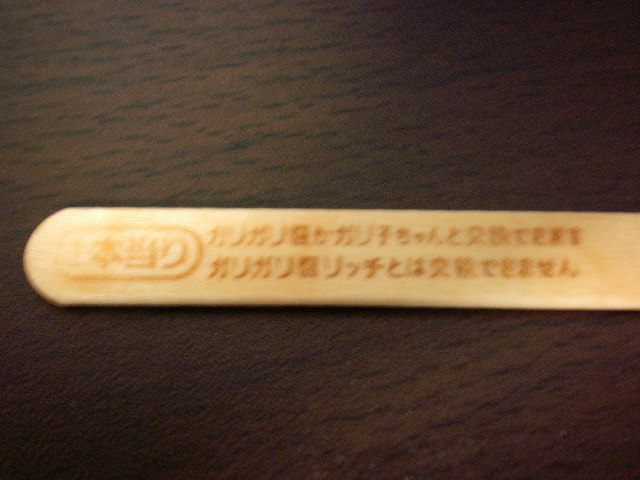 1本当り
ガリガリ君かガリ子ちゃんと交換できます
ガリガリ君リッチとは交換できません